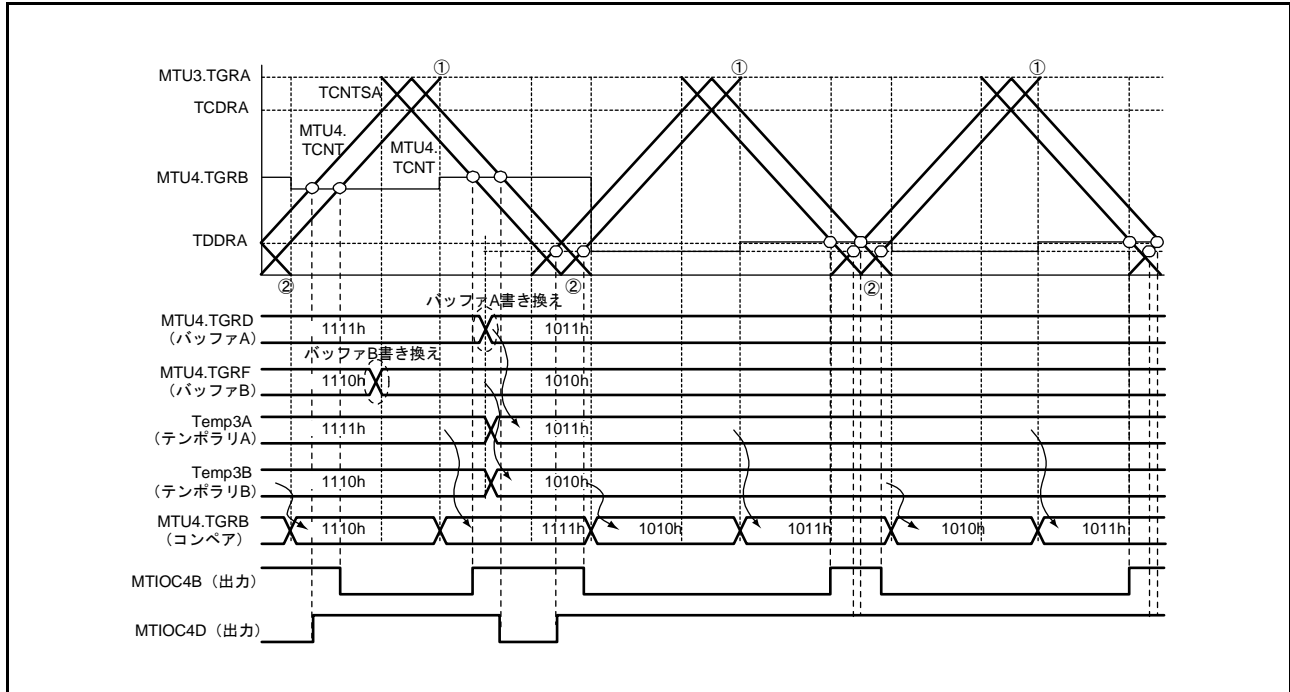 MTU3.TGRA
①
①
①
TCNTSA
TCDRA
MTU4.
TCNT
MTU4.
TCNT
MTU4.TGRB
TDDRA
②
②
②
バッファA書き換え
MTU4.TGRD
(バッファA)
1111h
1011h
バッファB書き換え
MTU4.TGRF
(バッファB)
1110h
1010h
Temp3A
(テンポラリA)
1111h
1011h
Temp3B
(テンポラリB)
1110h
1010h
MTU4.TGRB
(コンペア)
1110h
1111h
1010h
1011h
1010h
1011h
MTIOC4B(出力)
MTIOC4D(出力)